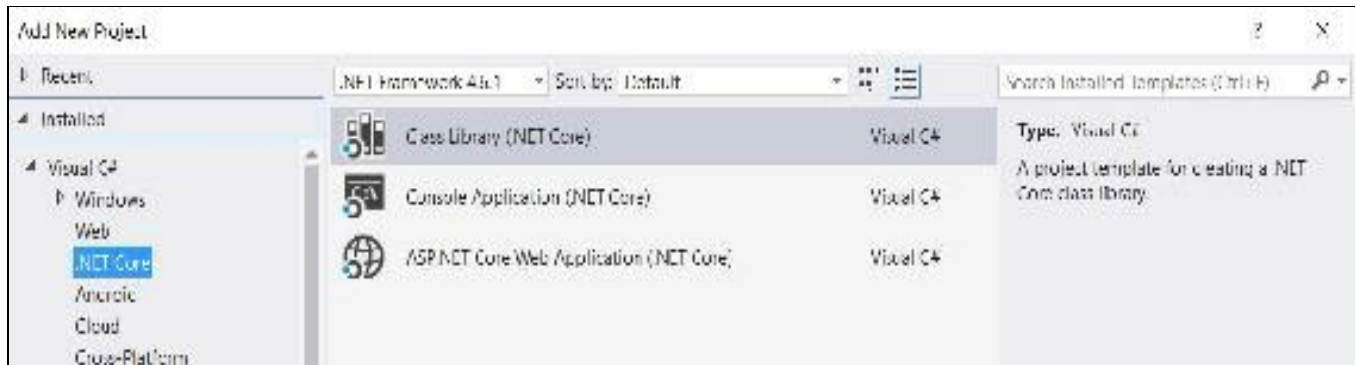 Add New Project
? X
Recent
.NET Framework 4.6.1 Sort by: Default
Search Installed Templates (Ctrl+E)
Installed
Class Library (.NET Core) Visual C#
Type: Visual C#
A project template for creating a .NET
Core class library.
Visual C#
Windows
Web
.NET Core
Android
Cloud
Cross-Platform
Console Application (.NET Core) Visual C#
ASP.NET Core Web Application (.NET Core) Visual C#